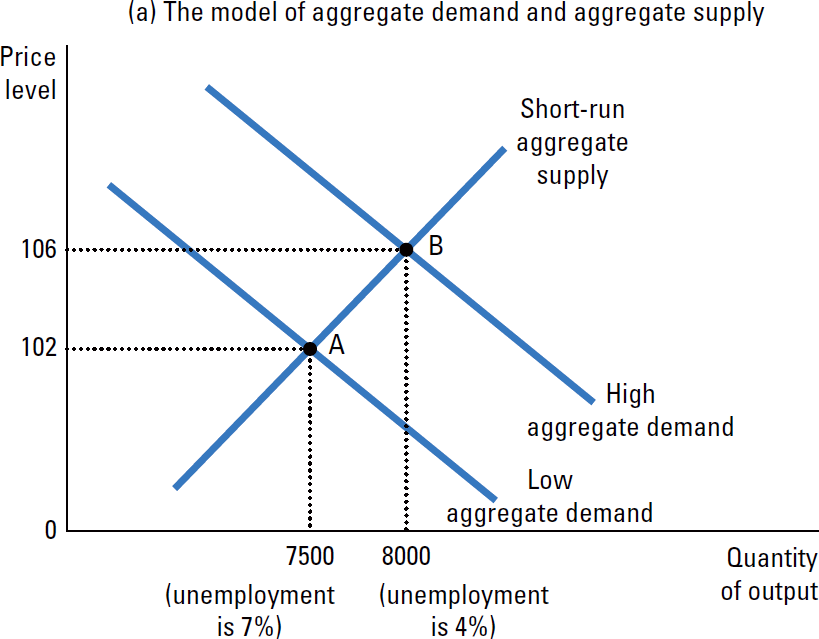 (a) The model of aggregate demand and aggregate supply
Price
level
Short-run
aggregate
supply
106
B
102
A
High
aggregate demand
Low
aggregate demand
0
7500
8000
Quantity
of output
(unemployment
is 7%)
(unemployment
is 4%)